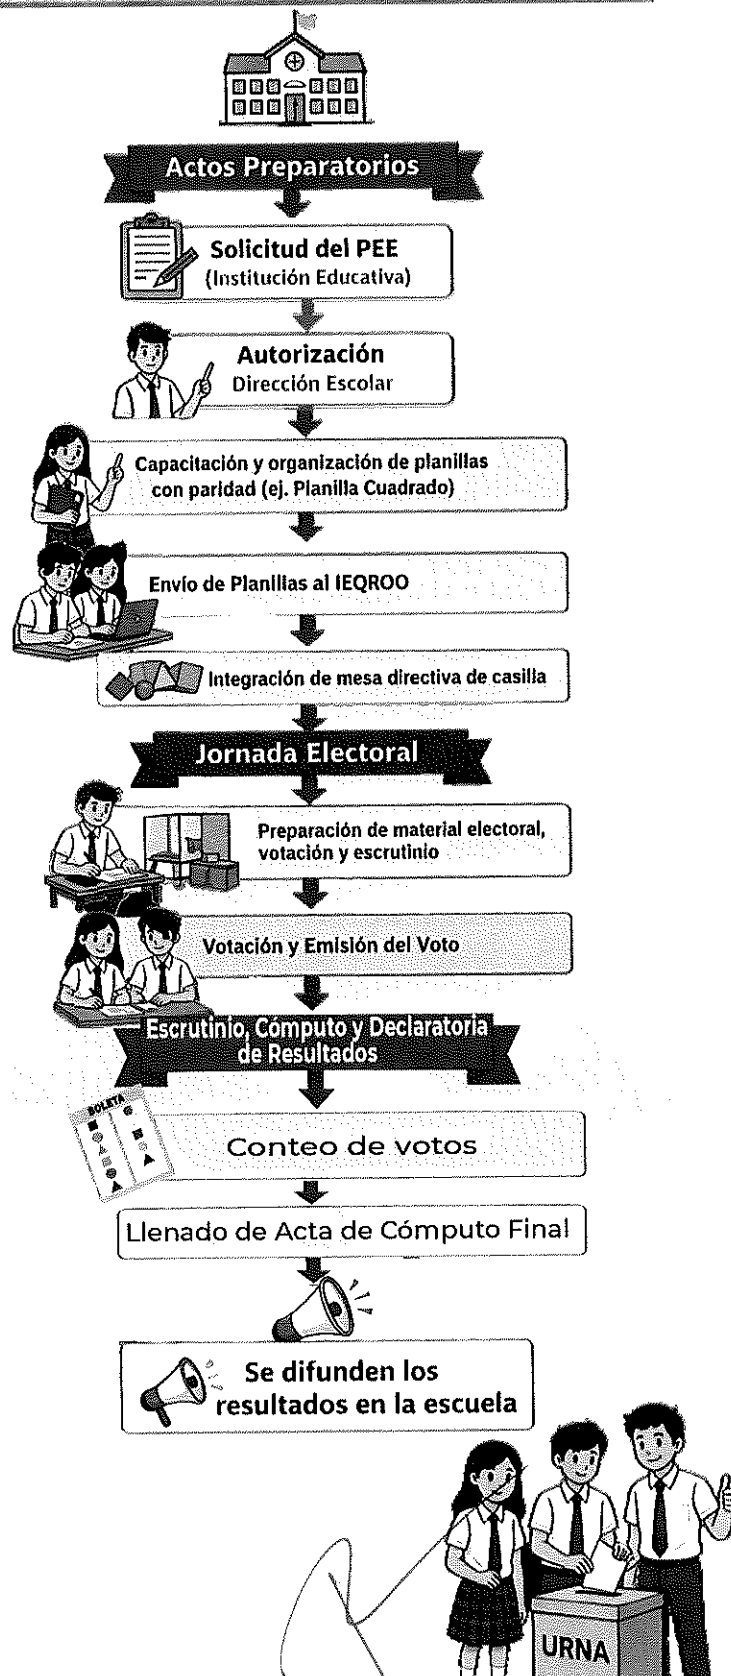 Actos Preparatorios
Solicitud del PEE
(Institución Educativa)
Autorización
Dirección Escolar
Capacitación y organización de planillas
con paridad (ej. Planilla Cuadrado)
Envío de Planillas al IEQROO
Integración de mesa directiva de casilla
Jornada Electoral
Preparación de material electoral,
votación y escrutinio
Votación y Emisión del Voto
Escrutinio, Cómputo y Declaratoria
de Resultados
BOLETA
Conteo de votos
Llenado de Acta de Cómputo Final
Se difunden los
resultados en la escuela
URNA